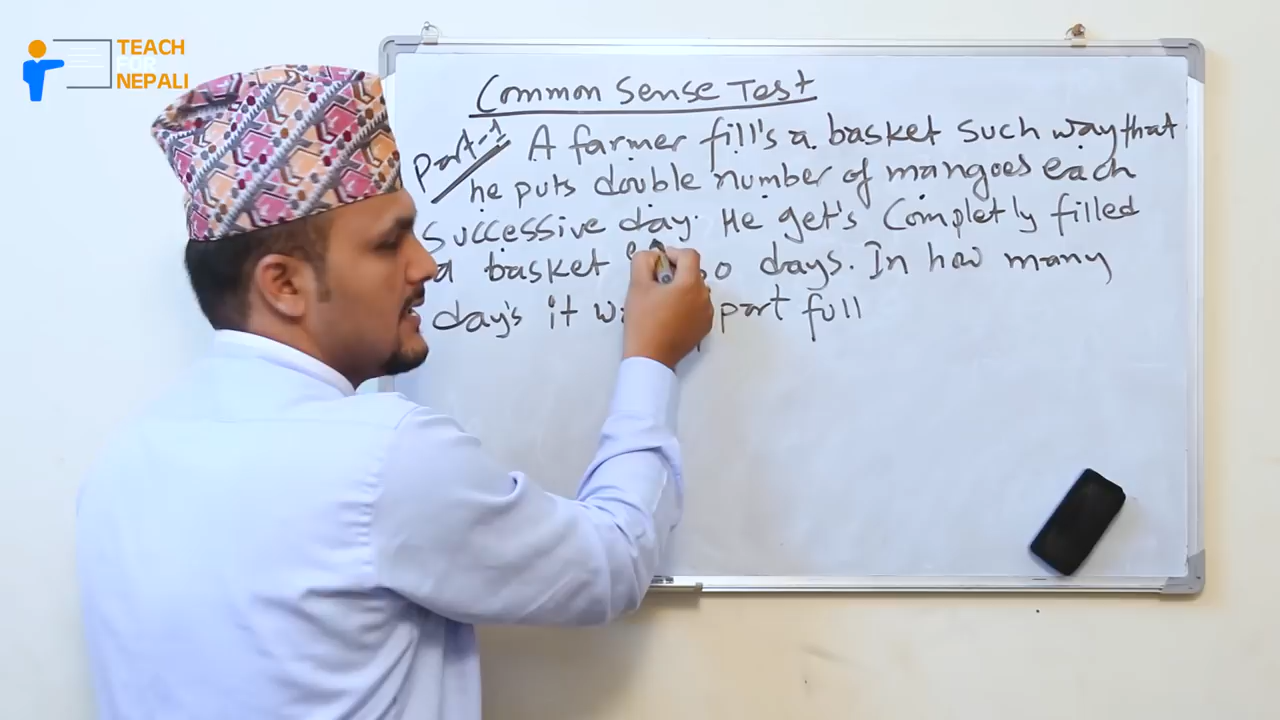 TEACH
FOR
NEPALI
Common Sense Test
Part-1 A farmer fill's a basket such way that
he puts double number of mangoes each
successive day. He get's Completly filled
a basket days. In how many
day's it part full